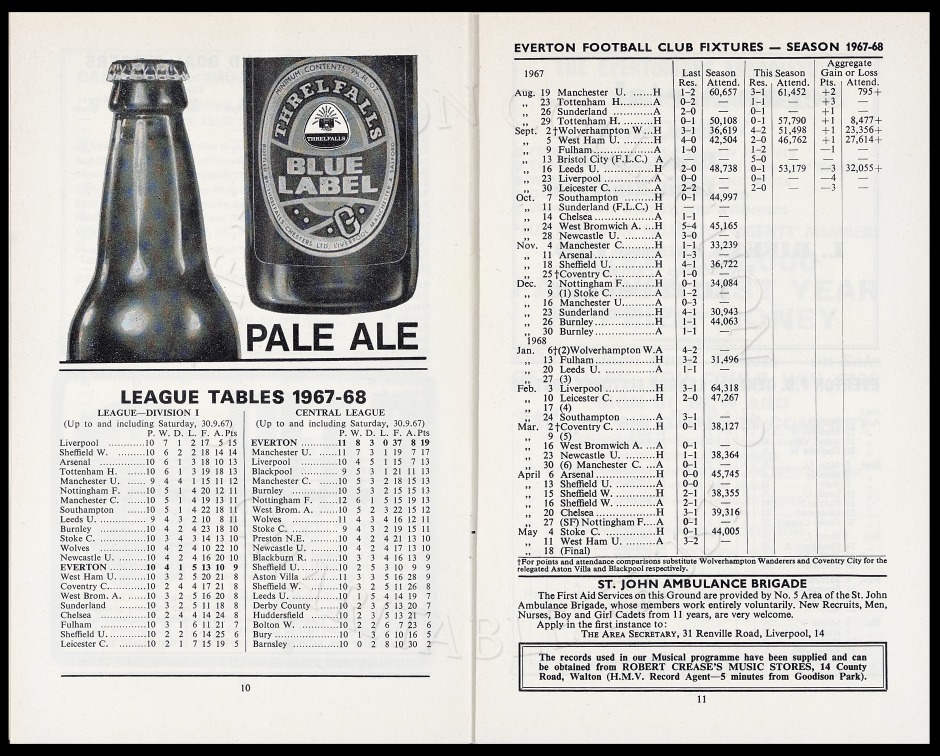 MINIMUM CONTENTS 9⅔ FL. OZ.
THRELFALLS
THRELFALLS
BLUE
LABEL
PALE ALE
LEAGUE TABLES 1967-68
LEAGUE—DIVISION I
(Up to and including Saturday, 30.9.67)
P. W. D. L. F. A. Pts
Liverpool ............10 7 1 2 17 5 15
Sheffield W. .........10 6 2 2 18 14 14
Arsenal ..............10 6 1 3 18 10 13
Tottenham H. .........10 6 1 3 19 18 13
Manchester U. ........ 9 4 4 1 15 11 12
Nottingham F. ........10 5 1 4 20 12 11
Manchester C. ........10 5 1 4 19 13 11
Southampton ..........10 5 1 4 22 18 11
Leeds U. ............. 9 4 3 2 10 8 11
Burnley ..............10 4 2 4 23 18 10
Stoke C. .............10 3 4 3 14 13 10
Wolves ...............10 4 2 4 10 22 10
Newcastle U. .........10 4 2 4 16 20 10
EVERTON ..............10 4 1 5 13 10 9
West Ham U. ..........10 3 2 5 20 21 8
Coventry C. ..........10 2 4 4 17 21 8
West Brom. A. ........10 3 2 5 17 20 8
Sunderland ...........10 3 2 5 11 18 8
Chelsea ..............10 2 4 4 14 24 8
Fulham ...............10 3 1 6 11 21 7
Sheffield U. .........10 2 2 6 14 25 6
Leicester C. .........10 2 1 7 15 19 5
CENTRAL LEAGUE
(Up to and including Saturday, 30.9.67)
P. W. D. L. F. A. Pts
EVERTON ..............11 8 3 0 37 8 19
Manchester U. ........11 7 3 1 19 7 17
Liverpool ............10 4 5 1 15 7 13
Blackpool ............ 9 5 3 1 21 11 13
Manchester C. ........10 5 3 2 18 15 13
Burnley ..............10 5 3 2 15 15 13
Nottingham F. ........12 6 1 5 15 19 13
West Brom. A. ........10 5 2 3 22 15 12
Wolves ...............11 4 3 4 16 12 11
Stoke C. ............. 9 4 3 2 19 15 11
Preston N.E. .........10 4 2 4 21 13 10
Newcastle U. .........10 4 2 4 17 13 10
Blackburn R. .........10 3 3 4 16 13 9
Sheffield U. .........10 2 5 3 10 9 9
Aston Villa ..........11 3 3 5 16 28 9
Sheffield W. .........10 3 2 5 11 26 8
Leeds U. .............10 1 5 4 14 19 7
Derby County .........10 2 3 5 13 20 7
Huddersfield .........10 2 3 5 13 21 7
Bolton W. ............10 2 2 6 7 23 6
Bury .................10 1 3 6 10 16 5
Barnsley .............10 0 2 8 10 30 2
10
EVERTON FOOTBALL CLUB FIXTURES — SEASON 1967-68
1967 Last Season Res. Attend. This Season Res. Attend. Aggregate Gain or Loss Pts. Attend.
Aug. 19 Manchester U. ......H 1–2 60,657 3–1 61,452 +2 795+
„ 23 Tottenham H.........A 0–2 — 1–1 — +3 —
„ 26 Sunderland ............A 2–0 — 0–1 — +1 —
„ 29 Tottenham H. .........H 0–1 50,108 0–1 57,790 +1 8,477+
Sept. 2 †Wolverhampton W...H 3–1 36,619 4–2 51,498 +1 23,356+
„ 5 West Ham U. .........H 4–0 42,504 2–0 46,762 +1 27,614+
„ 9 Fulham..................A 1–0 — 1–2 — —1 —
„ 13 Bristol City (F.L.C.) A 5–0 —
„ 16 Leeds U. ...............H 2–0 48,738 0–1 53,179 —3 32,055+
„ 23 Liverpool ...............A 0–0 — 0–1 — —4 —
„ 30 Leicester C. ............A 2–2 — 2–0 — —3 —
Oct. 7 Southampton .........H 0–1 44,997
„ 11 Sunderland (F.L.C.) H — —
„ 14 Chelsea..................A 1–1 —
„ 24 West Bromwich A. ...H 5–4 45,165
„ 28 Newcastle U. .........A 3–0 —
Nov. 4 Manchester C..........H 1–1 33,239
„ 11 Arsenal..................A 1–3 —
„ 18 Sheffield U. ............H 4–1 36,722
„ 25 †Coventry C. ............A 1–0 —
Dec. 2 Nottingham F..........H 0–1 34,084
„ 9 (1) Stoke C. ............A 1–2 —
„ 16 Manchester U..........A 0–3 —
„ 23 Sunderland ............H 4–1 30,943
„ 26 Burnley ..................H 1–1 44,063
„ 30 Burnley ..................A 1–1 —
1968
Jan. 6†(2)Wolverhampton W.A 4–2 —
„ 13 Fulham..................H 3–2 31,496
„ 20 Leeds U. ...............A 1–1 —
„ 27 (3)
Feb. 3 Liverpool ...............H 3–1 64,318
„ 10 Leicester C. ............H 2–0 47,267
„ 17 (4)
„ 24 Southampton .........A 3–1 —
Mar. 2 †Coventry C. ............H 0–1 38,127
„ 9 (5)
„ 16 West Bromwich A. ...A 0–1 —
„ 23 Newcastle U. .........H 1–1 38,364
„ 30 (6) Manchester C. ...A 0–1 —
April 6 Arsenal ..................H 0–0 45,745
„ 13 Sheffield U. ............A 0–0 —
„ 15 Sheffield W. ............H 2–1 38,355
„ 16 Sheffield W. ............A 2–1 —
„ 20 Chelsea ..................H 3–1 39,316
„ 27 (SF) Nottingham F....A 0–1 —
May 4 Stoke C. ...............H 0–1 44,005
„ 11 West Ham U. .........A 3–2 —
„ 18 (Final)
†For points and attendance comparisons substitute Wolverhampton Wanderers and Coventry City for the
relegated Aston Villa and Blackpool respectively.
ST. JOHN AMBULANCE BRIGADE
The First Aid Services on this Ground are provided by No. 5 Area of the St. John
Ambulance Brigade, whose members work entirely voluntarily. New Recruits, Men,
Nurses, Boy and Girl Cadets from 11 years, are very welcome.
Apply in the first instance to:
THE AREA SECRETARY, 31 Renville Road, Liverpool, 14
The records used in our Musical programme have been supplied and can
be obtained from ROBERT CREASE'S MUSIC STORES, 14 County
Road, Walton (H.M.V. Record Agent—5 minutes from Goodison Park).
11